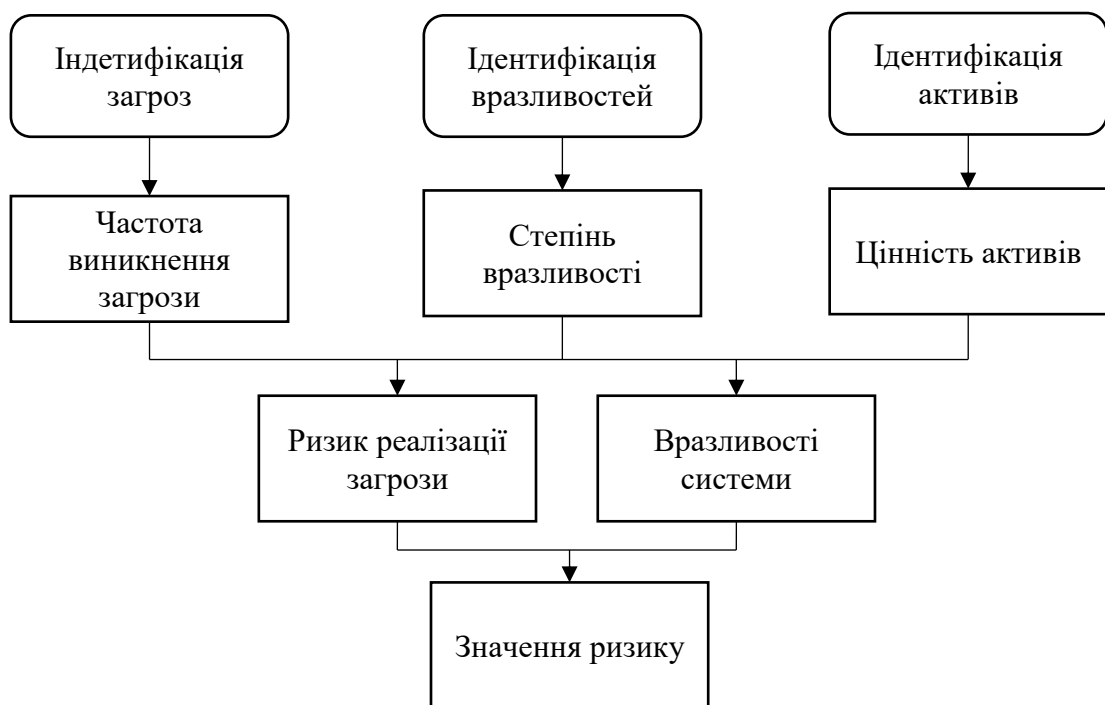 Індетифікація
загроз
Ідентифікація
вразливостей
Ідентифікація
активів
Частота
виникнення
загрози
Степінь
вразливості
Цінність активів
Ризик реалізації
загрози
Вразливості
системи
Значення ризику